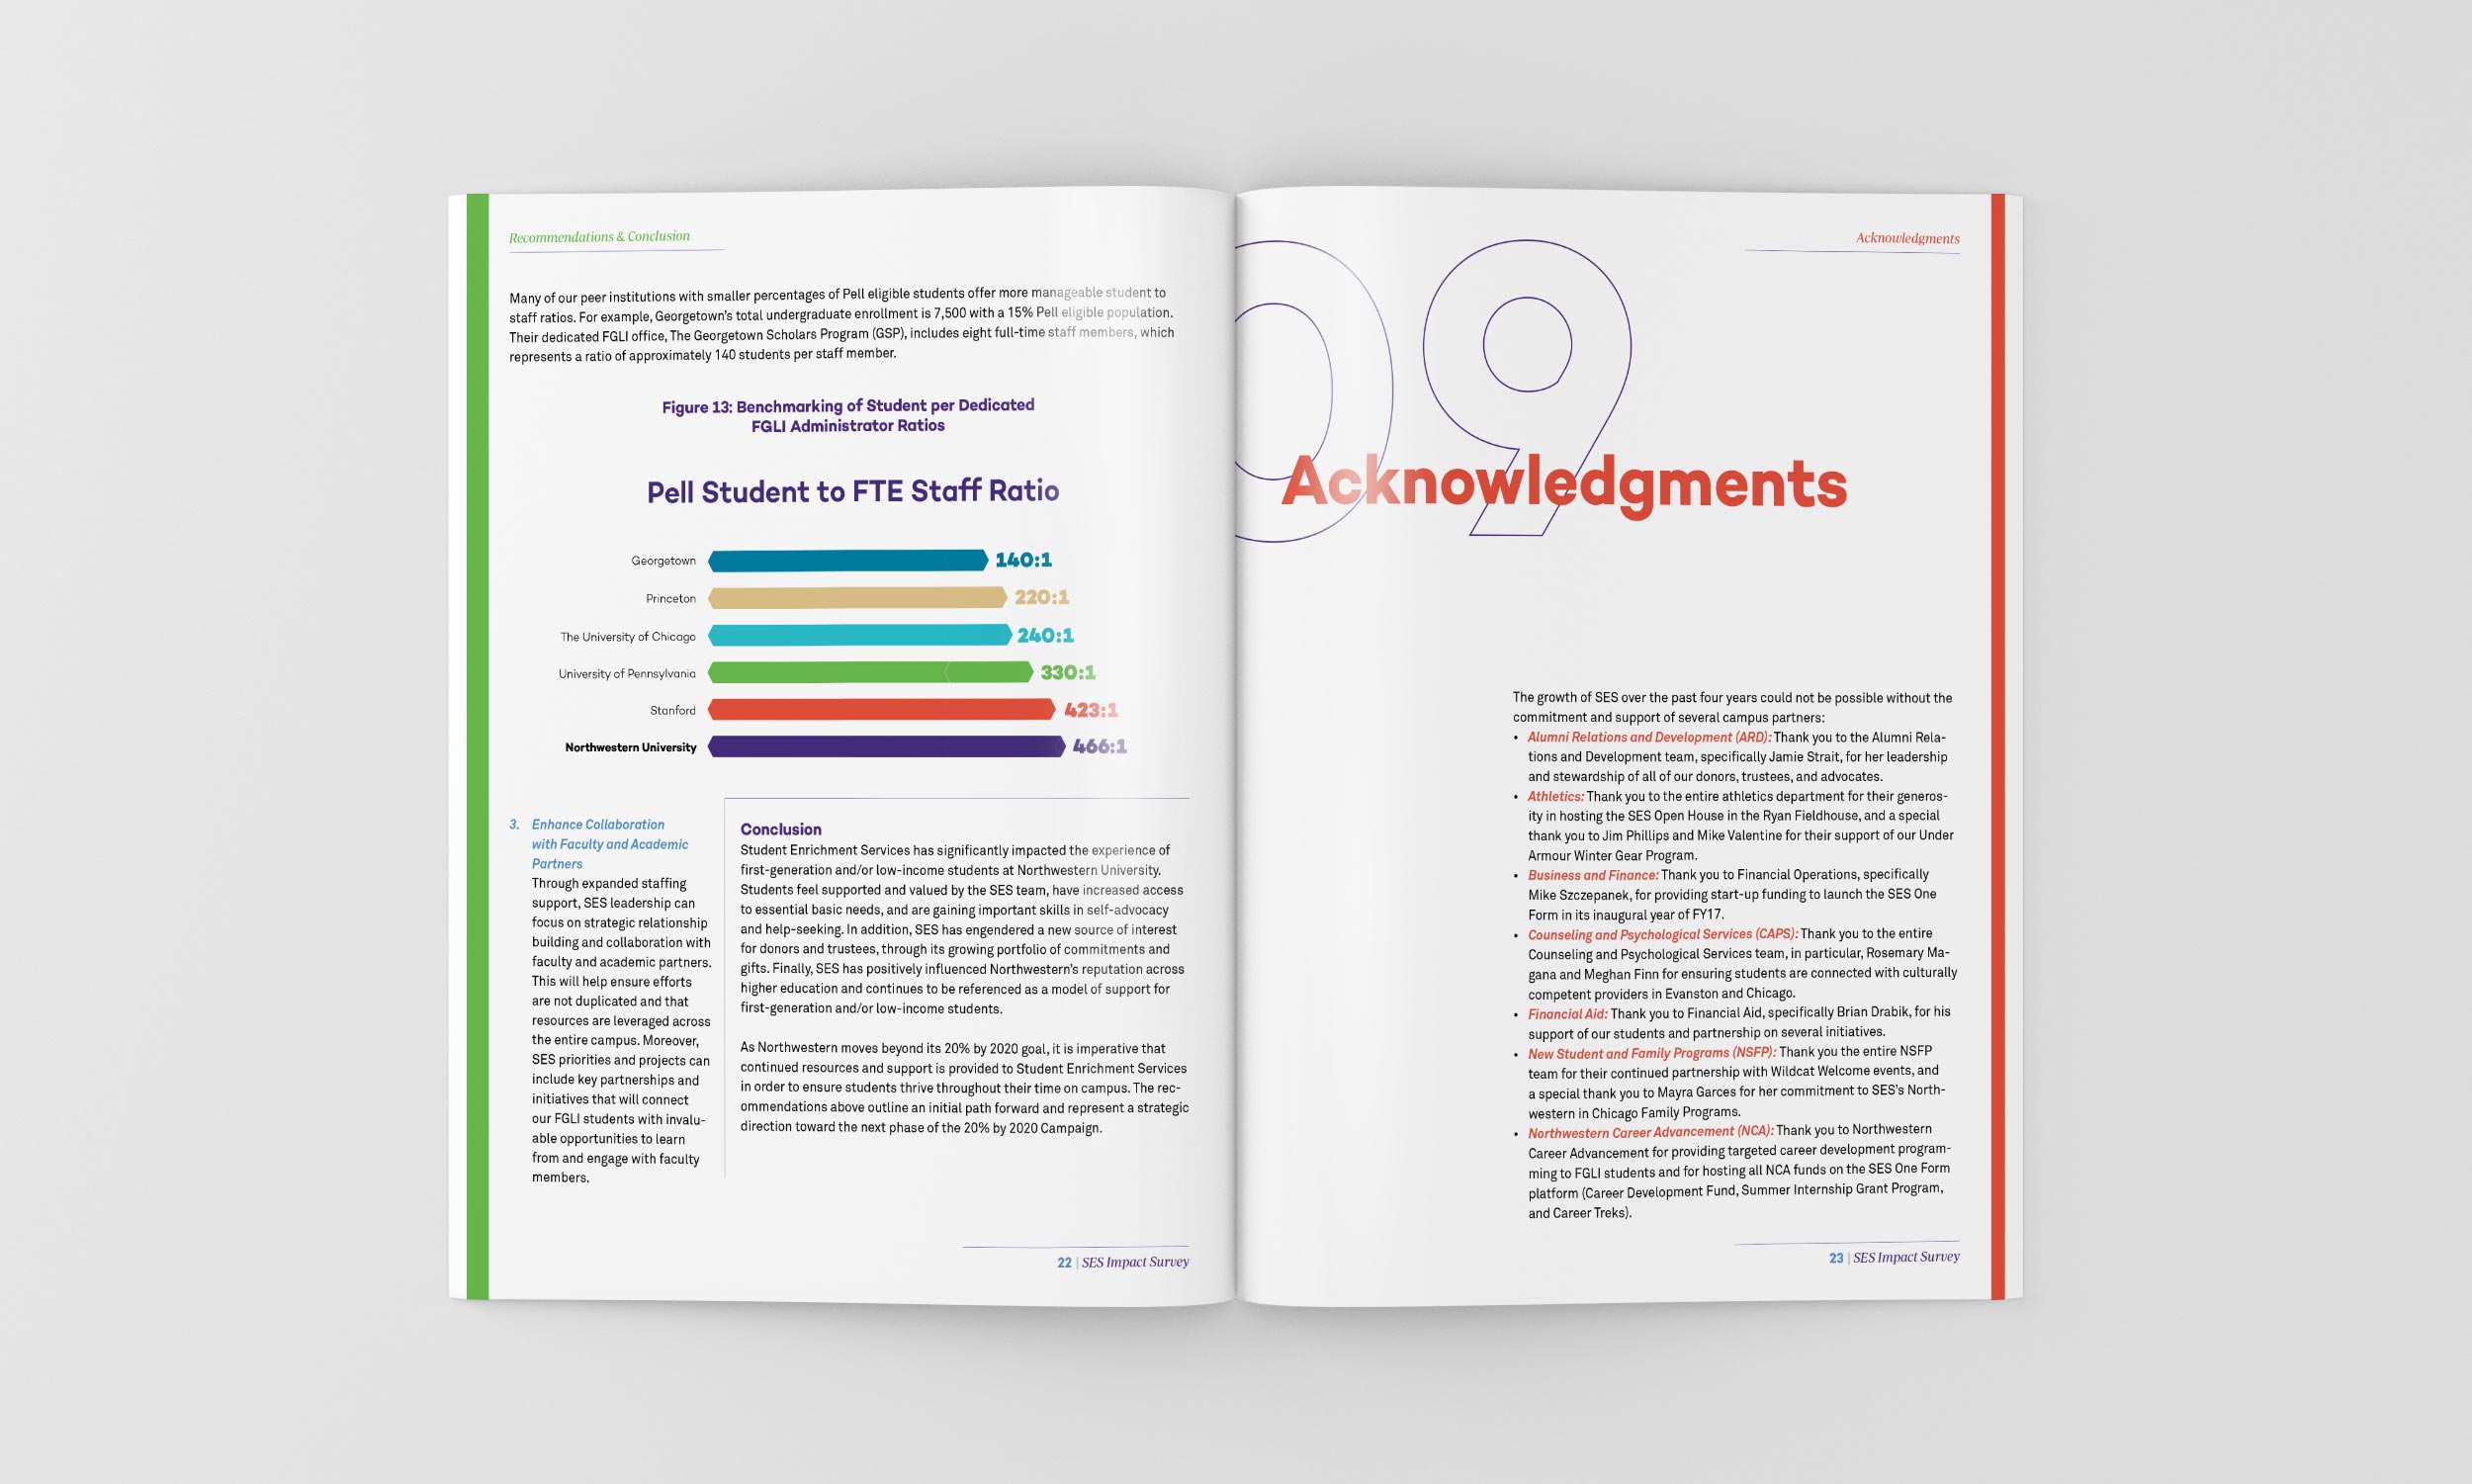 Recommendations & Conclusion
Many of our peer institutions with smaller percentages of Pell eligible students offer more manageable student to
staff ratios. For example, Georgetown's total undergraduate enrollment is 7,500 with a 15% Pell eligible population.
Their dedicated FGLI office, The Georgetown Scholars Program (GSP), includes eight full-time staff members, which
represents a ratio of approximately 140 students per staff member.
Figure 13: Benchmarking of Student per Dedicated
FGLI Administrator Ratios
Pell Student to FTE Staff Ratio
Georgetown 140:1
Princeton 220:1
The University of Chicago 240:1
University of Pennsylvania 330:1
Stanford 423:1
Northwestern University 466:1
3. Enhance Collaboration
with Faculty and Academic
Partners
Through expanded staffing
support, SES leadership can
focus on strategic relationship
building and collaboration with
faculty and academic partners.
This will help ensure efforts
are not duplicated and that
resources are leveraged across
the entire campus. Moreover,
SES priorities and projects can
include key partnerships and
initiatives that will connect
our FGLI students with invalu-
able opportunities to learn
from and engage with faculty
members.
Conclusion
Student Enrichment Services has significantly impacted the experience of
first-generation and/or low-income students at Northwestern University.
Students feel supported and valued by the SES team, have increased access
to essential basic needs, and are gaining important skills in self-advocacy
and help-seeking. In addition, SES has engendered a new source of interest
for donors and trustees, through its growing portfolio of commitments and
gifts. Finally, SES has positively influenced Northwestern's reputation across
higher education and continues to be referenced as a model of support for
first-generation and/or low-income students.
As Northwestern moves beyond its 20% by 2020 goal, it is imperative that
continued resources and support is provided to Student Enrichment Services
in order to ensure students thrive throughout their time on campus. The rec-
ommendations above outline an initial path forward and represent a strategic
direction toward the next phase of the 20% by 2020 Campaign.
22 | SES Impact Survey
Acknowledgments
09
Acknowledgments
The growth of SES over the past four years could not be possible without the
commitment and support of several campus partners:
• Alumni Relations and Development (ARD): Thank you to the Alumni Rela-
tions and Development team, specifically Jamie Strait, for her leadership
and stewardship of all of our donors, trustees, and advocates.
• Athletics: Thank you to the entire athletics department for their generos-
ity in hosting the SES Open House in the Ryan Fieldhouse, and a special
thank you to Jim Phillips and Mike Valentine for their support of our Under
Armour Winter Gear Program.
• Business and Finance: Thank you to Financial Operations, specifically
Mike Szczepanek, for providing start-up funding to launch the SES One
Form in its inaugural year of FY17.
• Counseling and Psychological Services (CAPS): Thank you to the entire
Counseling and Psychological Services team, in particular, Rosemary Ma-
gana and Meghan Finn for ensuring students are connected with culturally
competent providers in Evanston and Chicago.
• Financial Aid: Thank you to Financial Aid, specifically Brian Drabik, for his
support of our students and partnership on several initiatives.
• New Student and Family Programs (NSFP): Thank you the entire NSFP
team for their continued partnership with Wildcat Welcome events, and
a special thank you to Mayra Garces for her commitment to SES's North-
western in Chicago Family Programs.
• Northwestern Career Advancement (NCA): Thank you to Northwestern
Career Advancement for providing targeted career development program-
ming to FGLI students and for hosting all NCA funds on the SES One Form
platform (Career Development Fund, Summer Internship Grant Program,
and Career Treks).
23 | SES Impact Survey